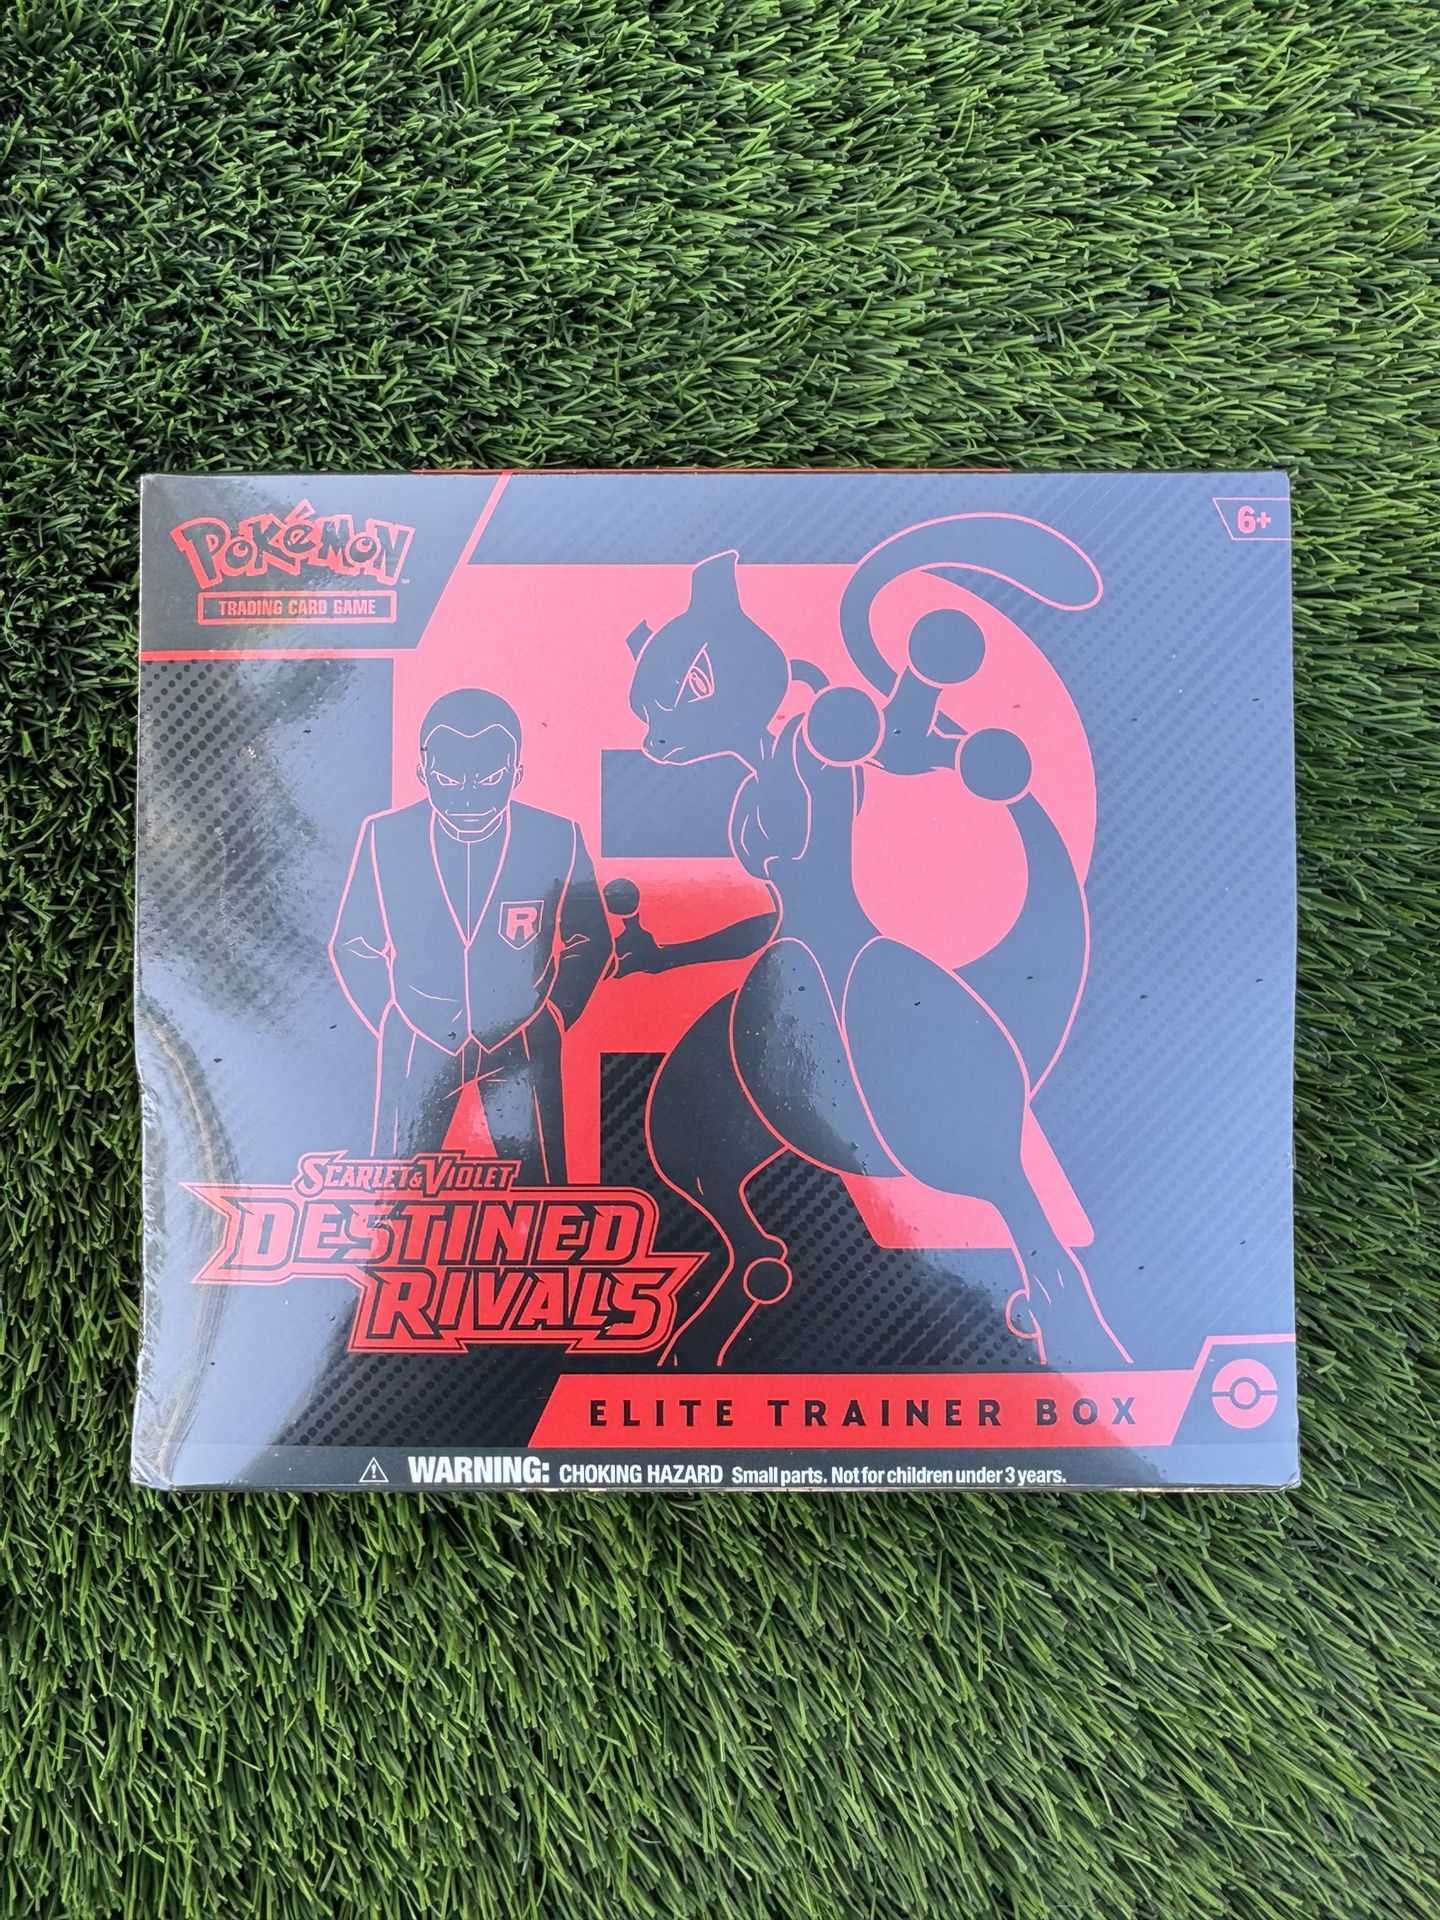 POKéMON
TRADING CARD GAME
6+
R
SCARLET & VIOLET
DESTINED
RIVALS
ELITE TRAINER BOX
WARNING: CHOKING HAZARD Small parts. Not for children under 3 years.